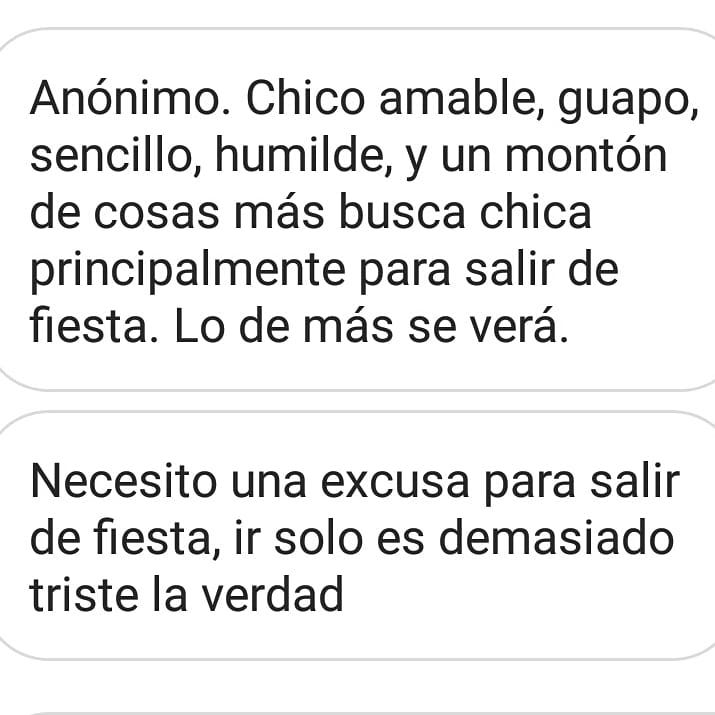 Anónimo. Chico amable, guapo,
sencillo, humilde, y un montón
de cosas más busca chica
principalmente para salir de
fiesta. Lo de más se verá.
Necesito una excusa para salir
de fiesta, ir solo es demasiado
triste la verdad